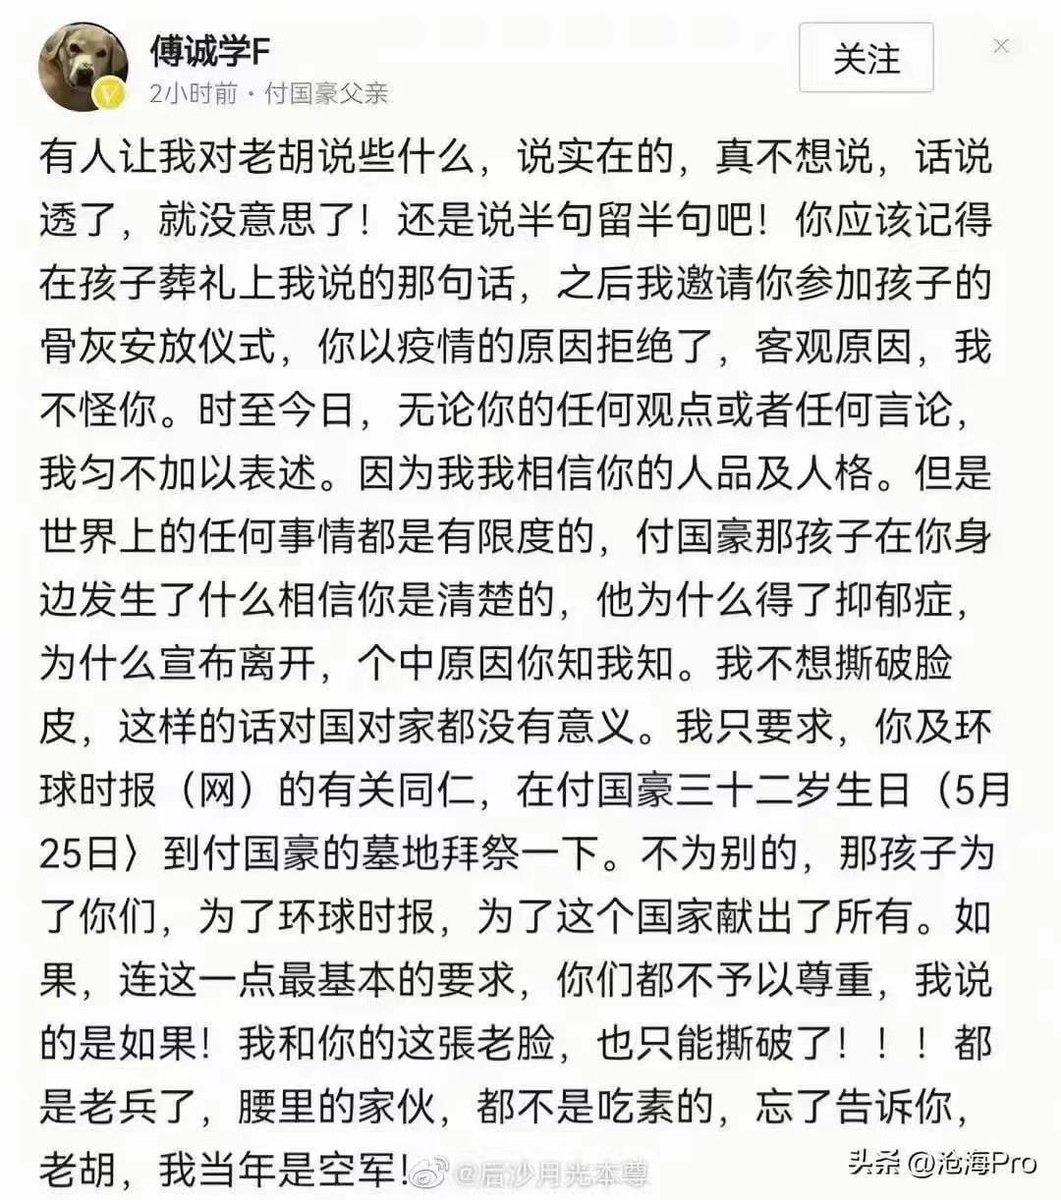 傅诚学F
2小时前·付国豪父亲
关注
有人让我对老胡说些什么，说实在的，真不想说，话说
透了，就没意思了！还是说半句留半句吧！你应该记得
在孩子葬礼上我说的那句话，之后我邀请你参加孩子的
骨灰安放仪式，你以疫情的原因拒绝了，客观原因，我
不怪你。时至今日，无论你的任何观点或者任何言论，
我匀不加以表述。因为我我相信你的人品及人格。但是
世界上的任何事情都是有限度的，付国豪那孩子在你身
边发生了什么相信你是清楚的，他为什么得了抑郁症，
为什么宣布离开，个中原因你知我知。我不想撕破脸
皮，这样的话对国对家都没有意义。我只要求，你及环
球时报（网）的有关同仁，在付国豪三十二岁生日（5月
25日〉到付国豪的墓地拜祭一下。不为别的，那孩子为
了你们，为了环球时报，为了这个国家献出了所有。如
果，连这一点最基本的要求，你们都不予以尊重，我说
的是如果！我和你的这張老脸，也只能撕破了！！！都
是老兵了，腰里的家伙，都不是吃素的，忘了告诉你，
老胡，我当年是空军！
@后沙月光本尊
头条 @沧海Pro